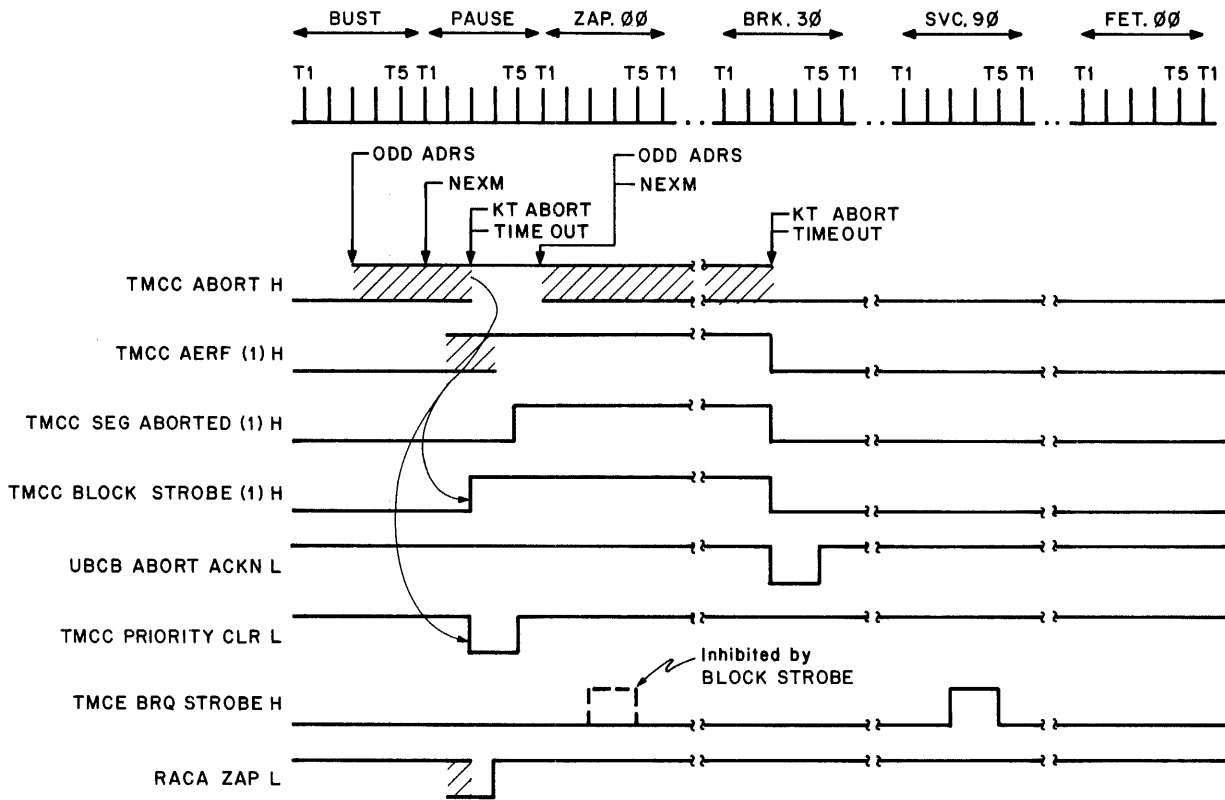 BUST PAUSE ZAP. ØØ BRK. 3Ø SVC. 9Ø FET. ØØ
T1 T5 T1 T5 T1 T5 T1 T1 T5 T1 T1 T5 T1 T1 T5 T1
ODD ADRS
NEXM
KT ABORT
TIME OUT
ODD ADRS
NEXM
KT ABORT
TIMEOUT
TMCC ABORT H
TMCC AERF (1) H
TMCC SEG ABORTED (1) H
TMCC BLOCK STROBE (1) H
UBCB ABORT ACKN L
TMCC PRIORITY CLR L
Inhibited by
BLOCK STROBE
TMCE BRQ STROBE H
RACA ZAP L